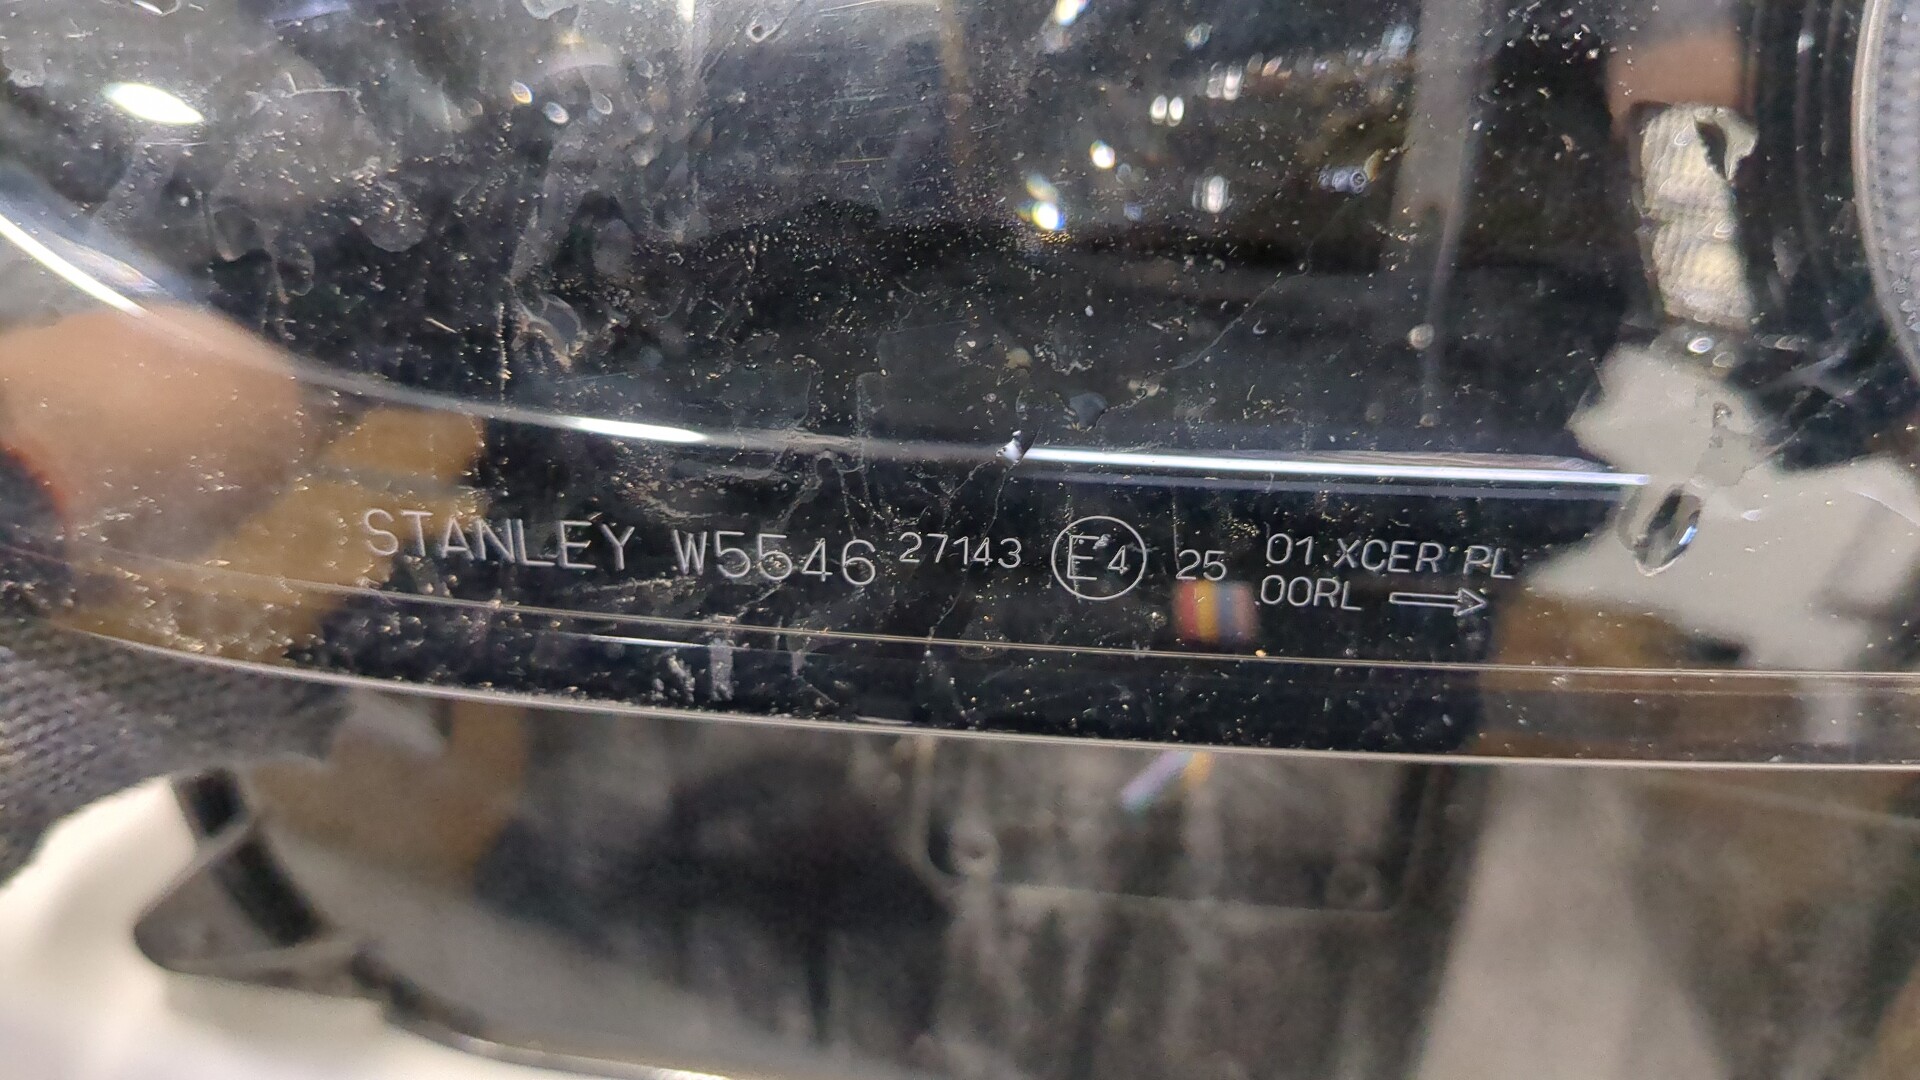 STANLEY W5546 27143 E4 25 01 XCER PL
00RL →